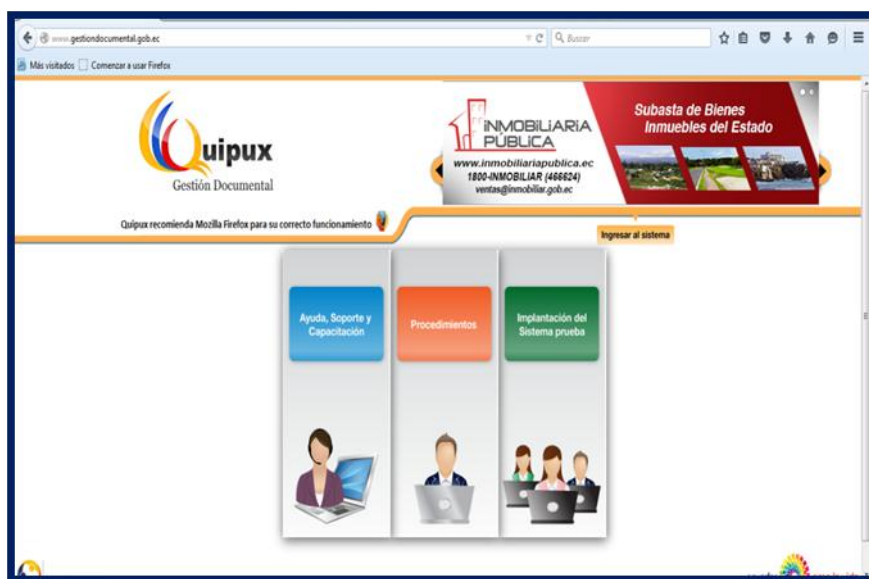 www.gestiondocumental.gob.ec
Buscar
Más visitados
Comenzar a usar Firefox
Quipux
Gestión Documental
INMOBILIARIA
PÚBLICA
www.inmobiliariapublica.ec
1800-INMOBILIAR (466624)
ventas@inmobiliar.gob.ec
Subasta de Bienes
Inmuebles del Estado
Quipux recomienda Mozilla Firefox para su correcto funcionamiento
Ingresar al sistema
Ayuda, Soporte y
Capacitación
Procedimientos
Implantación del
Sistema prueba